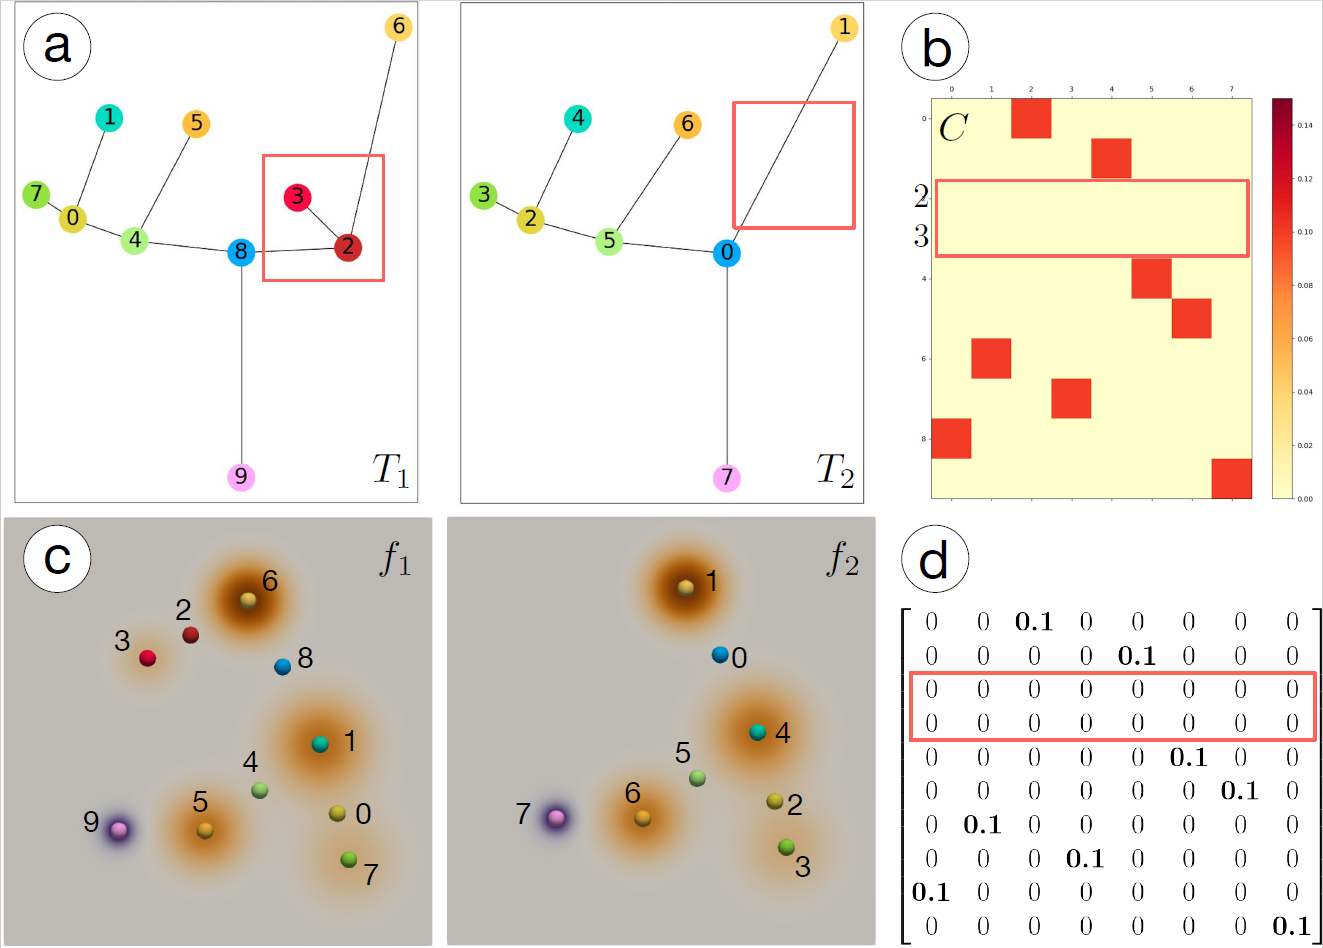 a
6
1
5
7
0
4
3
8
2
9
T1
1
4
6
3
2
5
0
7
T2
b
0 1 2 3 4 5 6 7
C
0
2
3
4
6
8
0.14
0.12
0.10
0.08
0.06
0.04
0.02
0.00
c
f1
6
2
3
8
1
4
5
9
0
7
f2
1
0
4
5
6
7
2
3
d
0 0 0.1 0 0 0 0 0
0 0 0 0 0.1 0 0 0
0 0 0 0 0 0 0 0
0 0 0 0 0 0 0 0
0 0 0 0 0 0.1 0 0
0 0 0 0 0 0 0.1 0
0 0.1 0 0 0 0 0 0
0 0 0 0.1 0 0 0 0
0.1 0 0 0 0 0 0 0
0 0 0 0 0 0 0 0.1